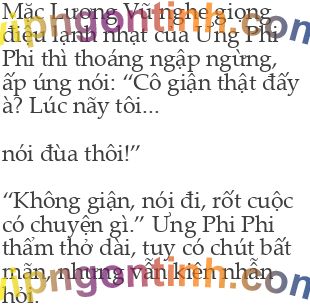 Mặc Lương Vũ nghe giọng
điệu lạnh nhạt của Ưng Phi
Phi thì thoáng ngập ngừng,
ấp úng nói: “Cô giận thật đấy
à? Lúc nãy tôi...
nói đùa thôi!”
“Không giận, nói đi, rốt cuộc
có chuyện gì.” Ưng Phi Phi
thẩm thở dài, tuy có chút bất
mãn, nhưng vẫn kiên nhẫn
hỏi.